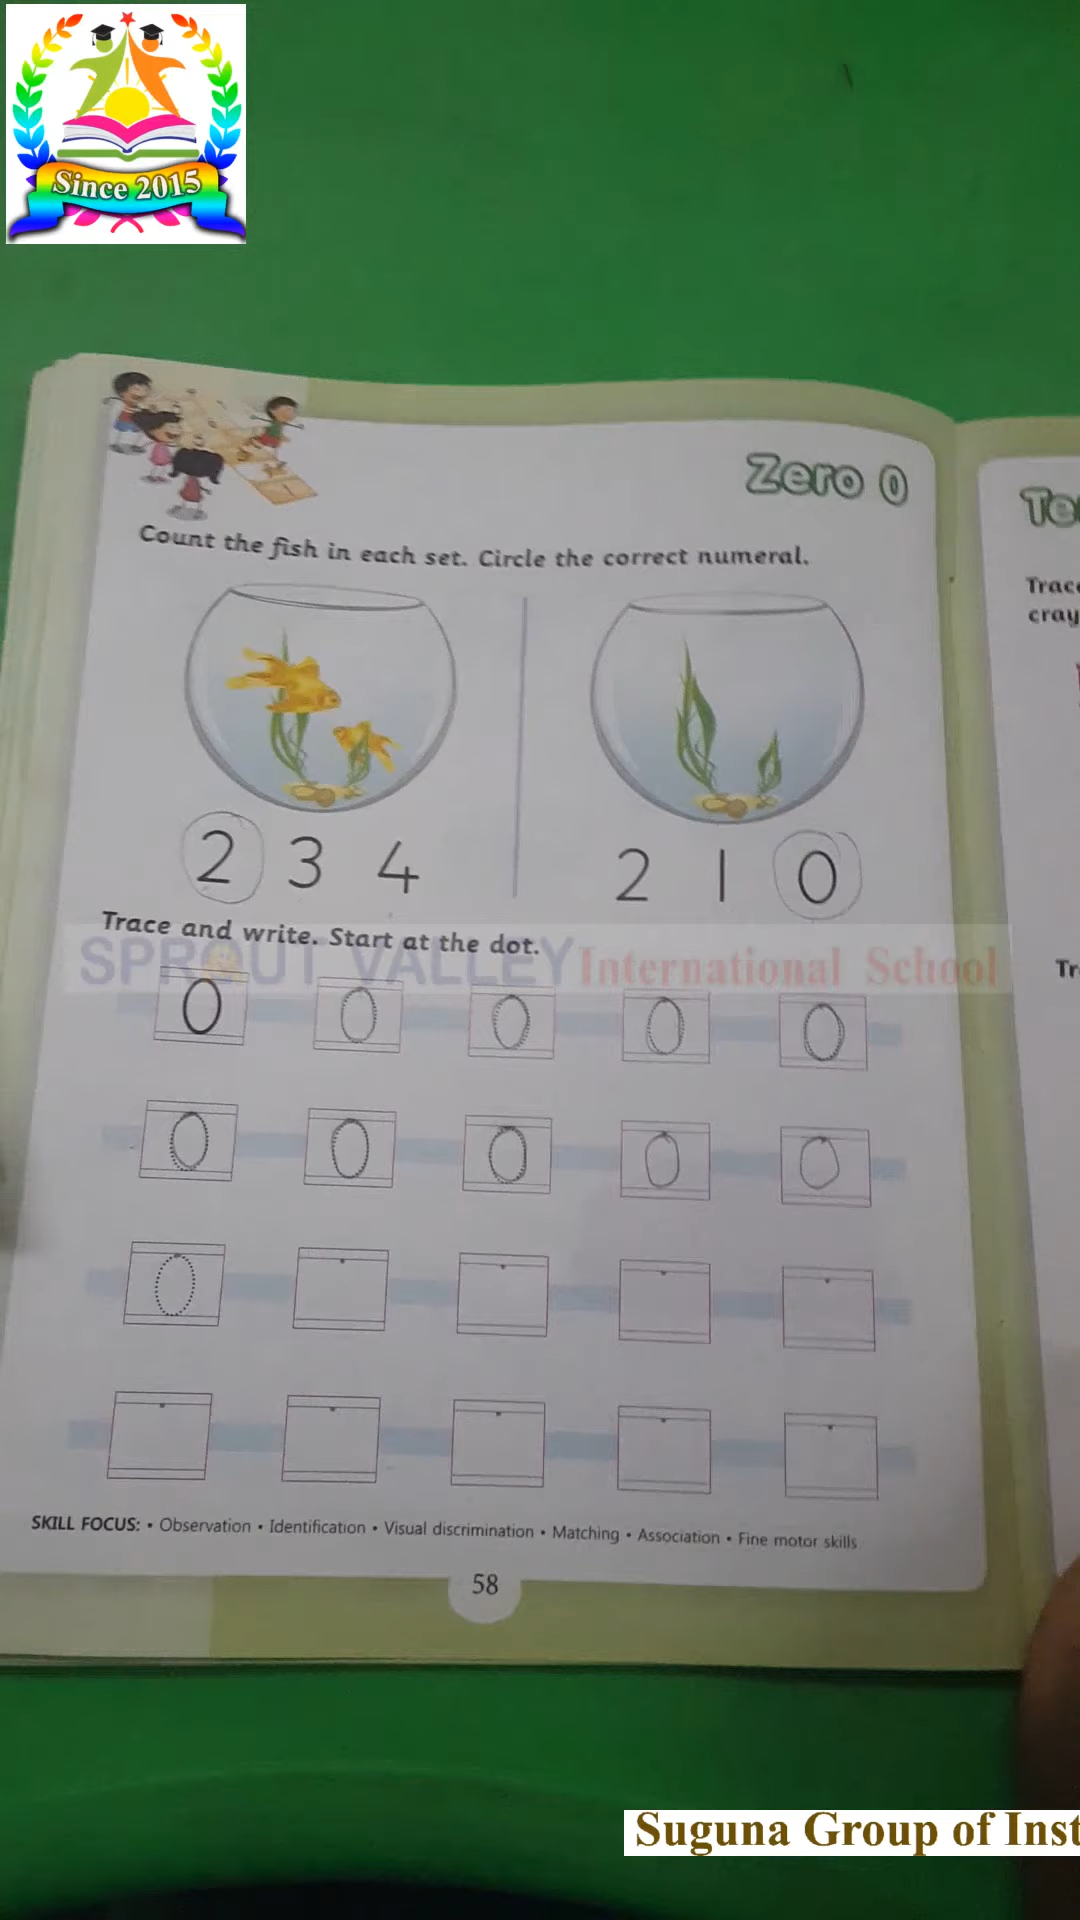 Since 2015
Zero 0
Count the fish in each set. Circle the correct numeral.
2 3 4
2 1 0
Trace and write. Start at the dot.
SPROUT VALLEY International School
0 0 0 0 0
0 0 0 0 0
0
SKILL FOCUS: • Observation • Identification • Visual discrimination • Matching • Association • Fine motor skills
58
Trace
cray
Suguna Group of Inst